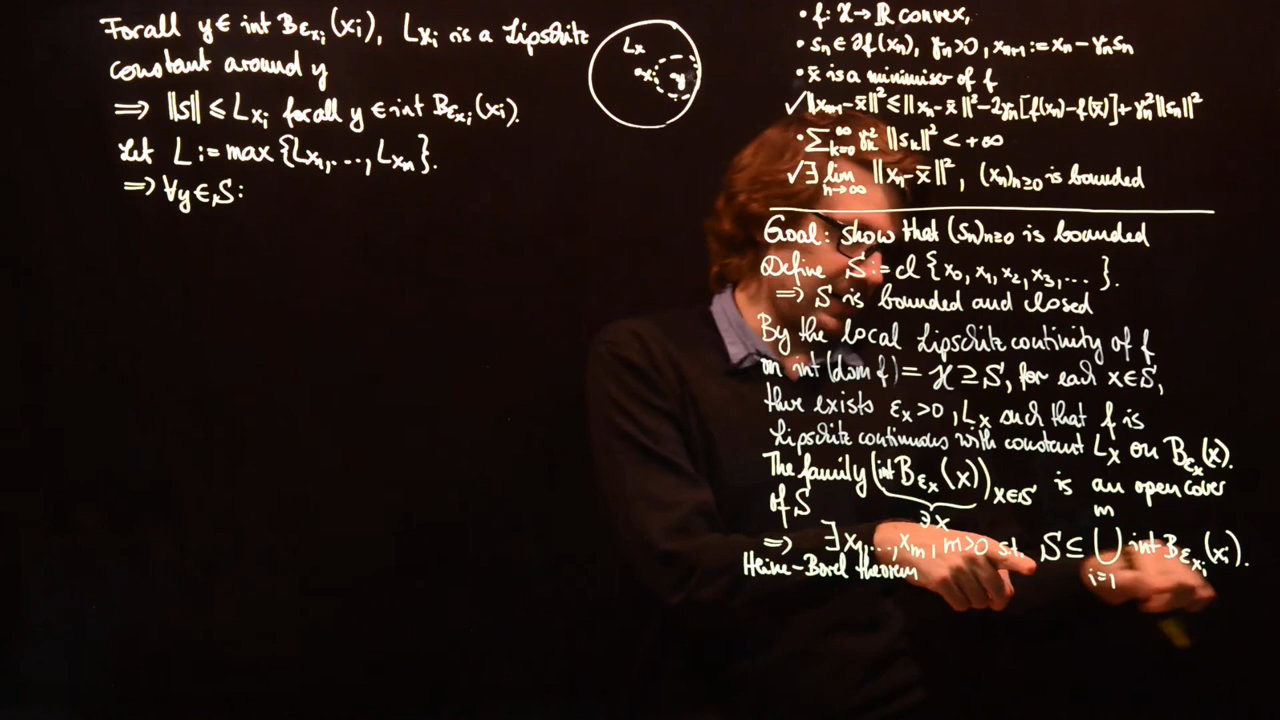 For all y ∈ int B_{ε_{x_i}}(x_i), L_{x_i} is a Lipschitz
constant around y
⟹ ‖s‖ ≤ L_{x_i} for all y ∈ int B_{ε_{x_i}}(x_i).
Let L := max {L_{x_1}, ..., L_{x_m}}.
⟹ ∀y ∈ S:
L_x
x
y
• f: X → ℝ convex,
• s_n ∈ ∂f(x_n), γ_n > 0, x_{n+1} := x_n − γ_n s_n
• x̄ is a minimiser of f
✓ ‖x_{n+1} − x̄‖² ≤ ‖x_n − x̄‖² − 2γ_n[f(x_n) − f(x̄)] + γ_n²‖s_n‖²
• ∑_{k=0}^{∞} γ_k² ‖s_k‖² < +∞
✓ ∃ lim_{n→∞} ‖x_n − x̄‖², (x_n)_{n≥0} is bounded
Goal: show that (s_n)_{n≥0} is bounded
Define S := cl {x_0, x_1, x_2, x_3, ... }.
⟹ S is bounded and closed
By the local Lipschitz continuity of f
on int(dom f) = X ⊇ S, for each x ∈ S,
there exists ε_x > 0, L_x such that f is
Lipschitz continuous with constant L_x on B_{ε_x}(x).
The family (int B_{ε_x}(x))_{x∈S} is an open cover
∋ x
of S
⟹ ∃ x_1, ..., x_m, m > 0 s.t. S ⊆ ⋃_{i=1}^{m} int B_{ε_{x_i}}(x_i).
Heine-Borel theorem